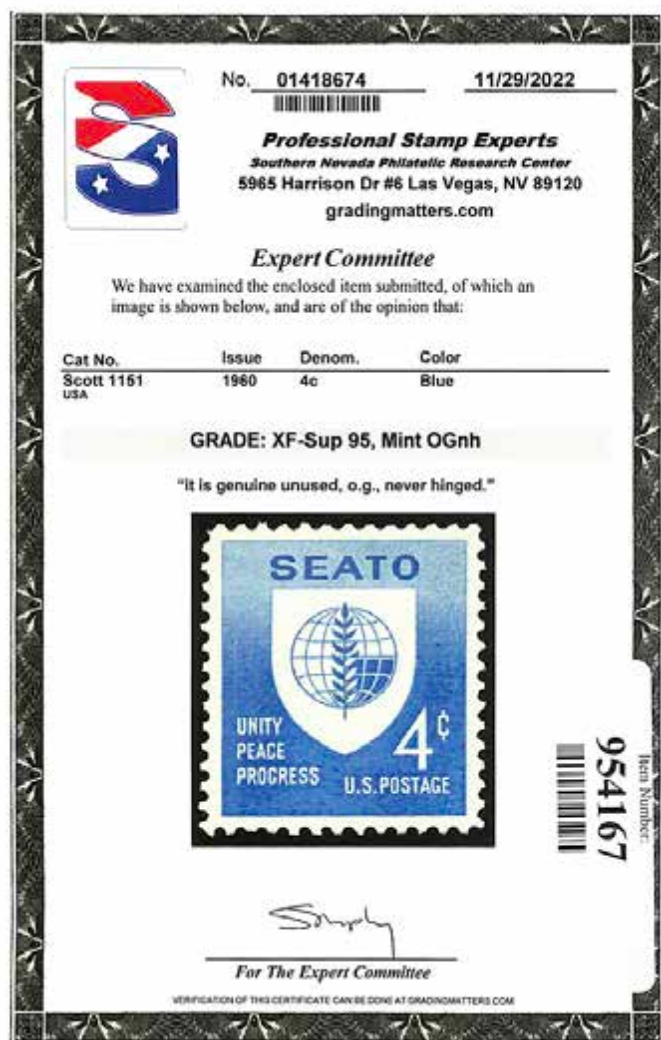 No. 01418674 11/29/2022
Professional Stamp Experts
Southern Nevada Philatelic Research Center
5965 Harrison Dr #6 Las Vegas, NV 89120
gradingmatters.com
Expert Committee
We have examined the enclosed item submitted, of which an
image is shown below, and are of the opinion that:
Cat No. Issue Denom. Color
Scott 1151 1960 4c Blue
USA
GRADE: XF-Sup 95, Mint OGnh
"it is genuine unused, o.g., never hinged."
SEATO
UNITY
PEACE
PROGRESS
4¢
U.S. POSTAGE
Item Number:
954167
For The Expert Committee
VERIFICATION OF THIS CERTIFICATE CAN BE DONE AT GRADINGMATTERS.COM